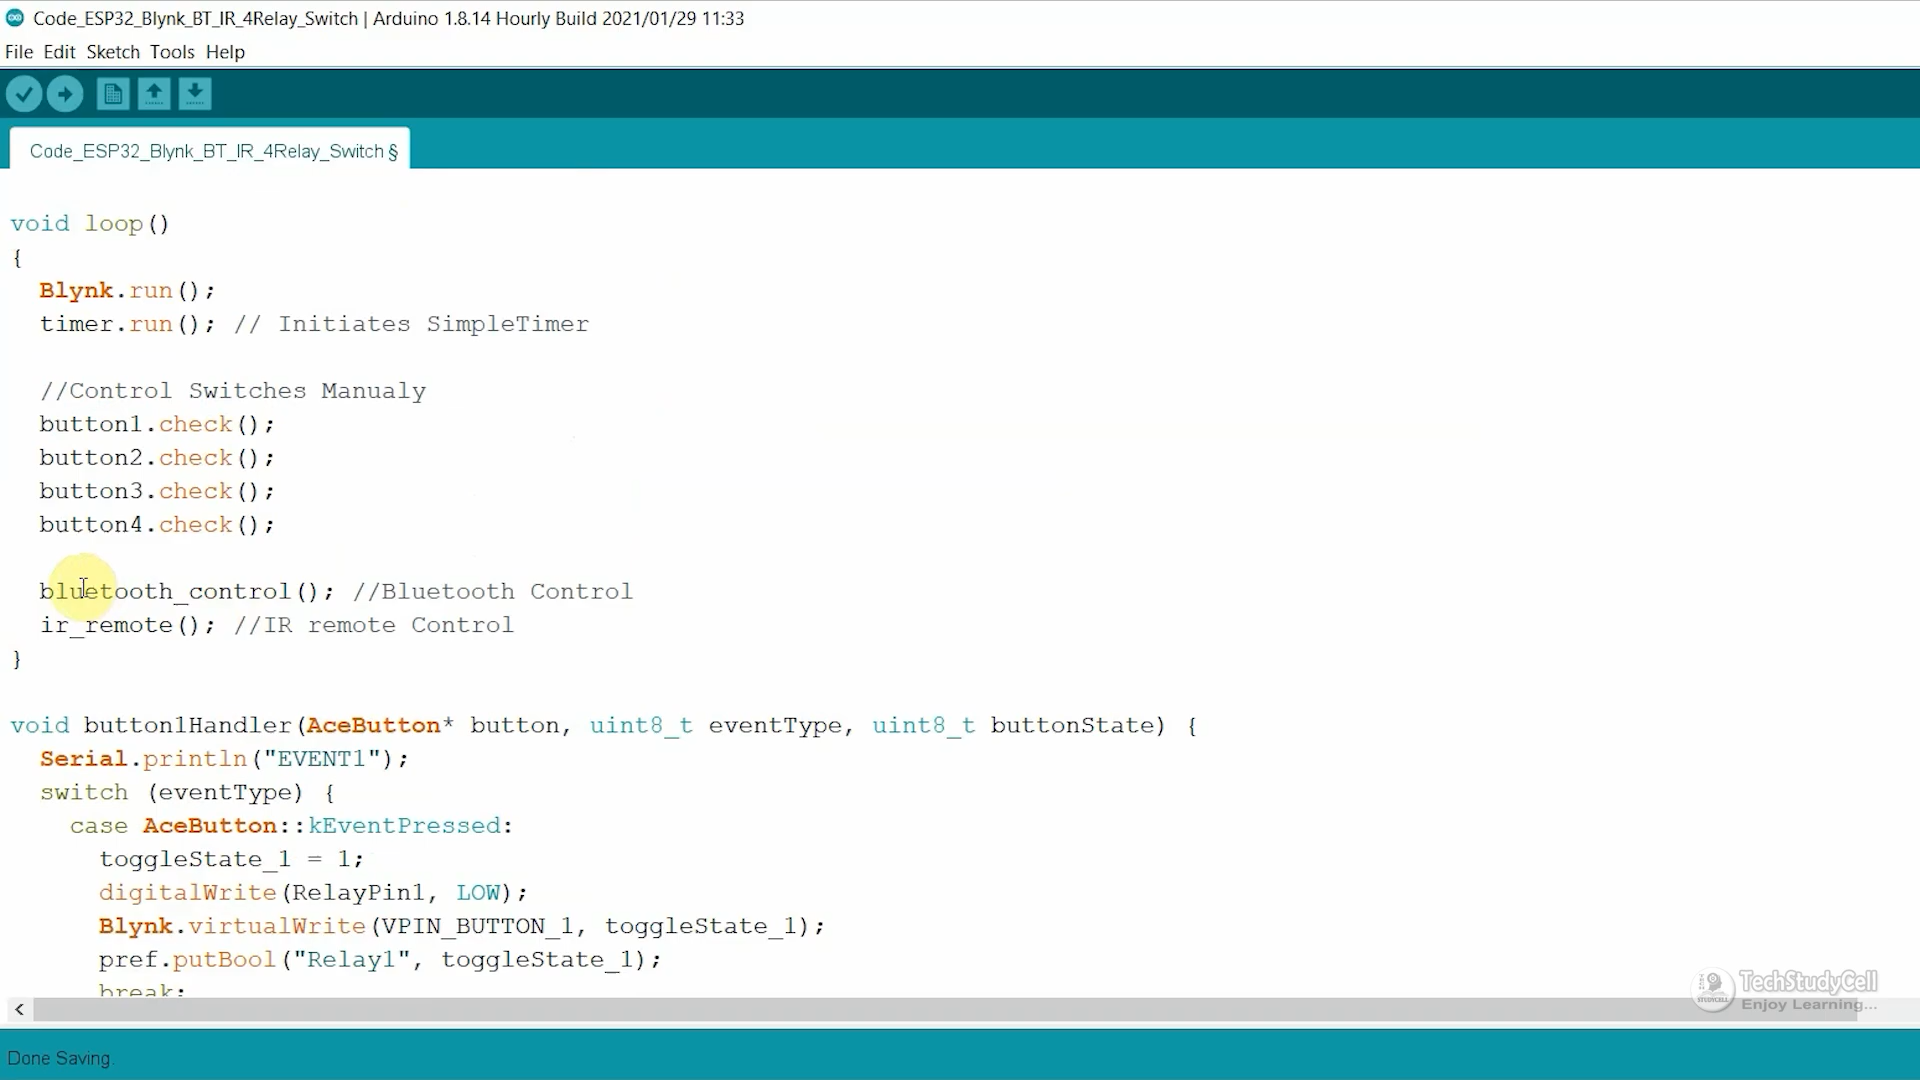 Code_ESP32_Blynk_BT_IR_4Relay_Switch | Arduino 1.8.14 Hourly Build 2021/01/29 11:33
File Edit Sketch Tools Help
Code_ESP32_Blynk_BT_IR_4Relay_Switch §
void loop()
{
  Blynk.run();
  timer.run(); // Initiates SimpleTimer
  //Control Switches Manualy
  button1.check();
  button2.check();
  button3.check();
  button4.check();
  bluetooth_control(); //Bluetooth Control
  ir_remote(); //IR remote Control
}
void button1Handler(AceButton* button, uint8_t eventType, uint8_t buttonState) {
  Serial.println("EVENT1");
  switch (eventType) {
    case AceButton::kEventPressed:
      toggleState_1 = 1;
      digitalWrite(RelayPin1, LOW);
      Blynk.virtualWrite(VPIN_BUTTON_1, toggleState_1);
      pref.putBool("Relay1", toggleState_1);
      break;
STUDYCELL
TechStudyCell
Enjoy Learning...
Done Saving.